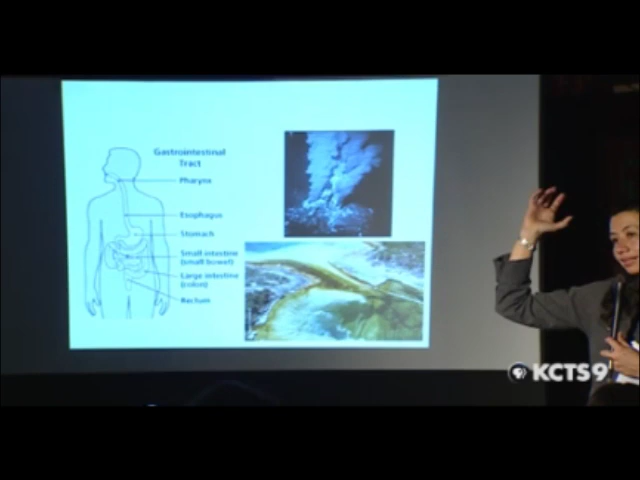 Gastrointestinal
Tract
Pharynx
Esophagus
Stomach
Small intestine
(small bowel)
Large intestine
(colon)
Rectum
KCTS9